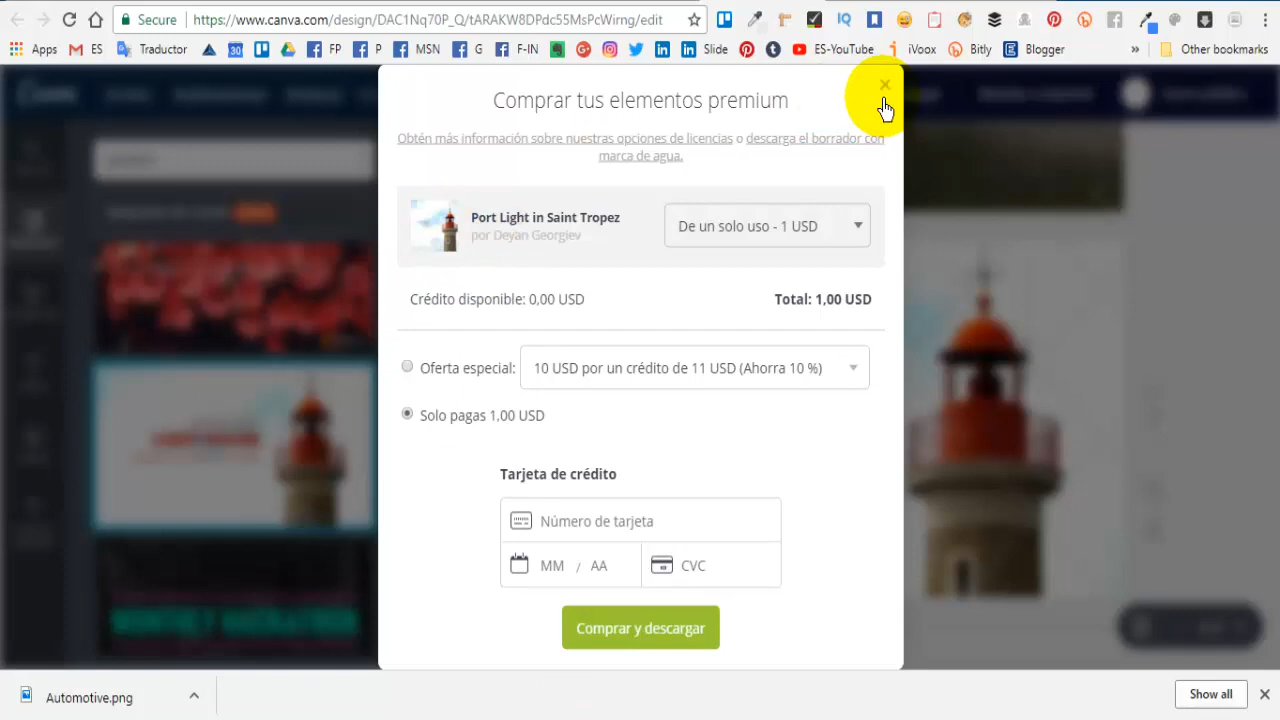 Secure https://www.canva.com/design/DAC1Nq70P_Q/tARAKW8DPdc55MsPcWirng/edit
Apps ES Traductor 30 FP P MSN G F-IN Slide ES-YouTube iVoox Bitly Blogger » Other bookmarks
Comprar tus elementos premium
Obtén más información sobre nuestras opciones de licencias o descarga el borrador con
marca de agua.
Port Light in Saint Tropez
por Deyan Georgiev
De un solo uso - 1 USD
Crédito disponible: 0,00 USD Total: 1,00 USD
Oferta especial: 10 USD por un crédito de 11 USD (Ahorra 10 %)
Solo pagas 1,00 USD
Tarjeta de crédito
Número de tarjeta
MM / AA CVC
Comprar y descargar
Automotive.png Show all